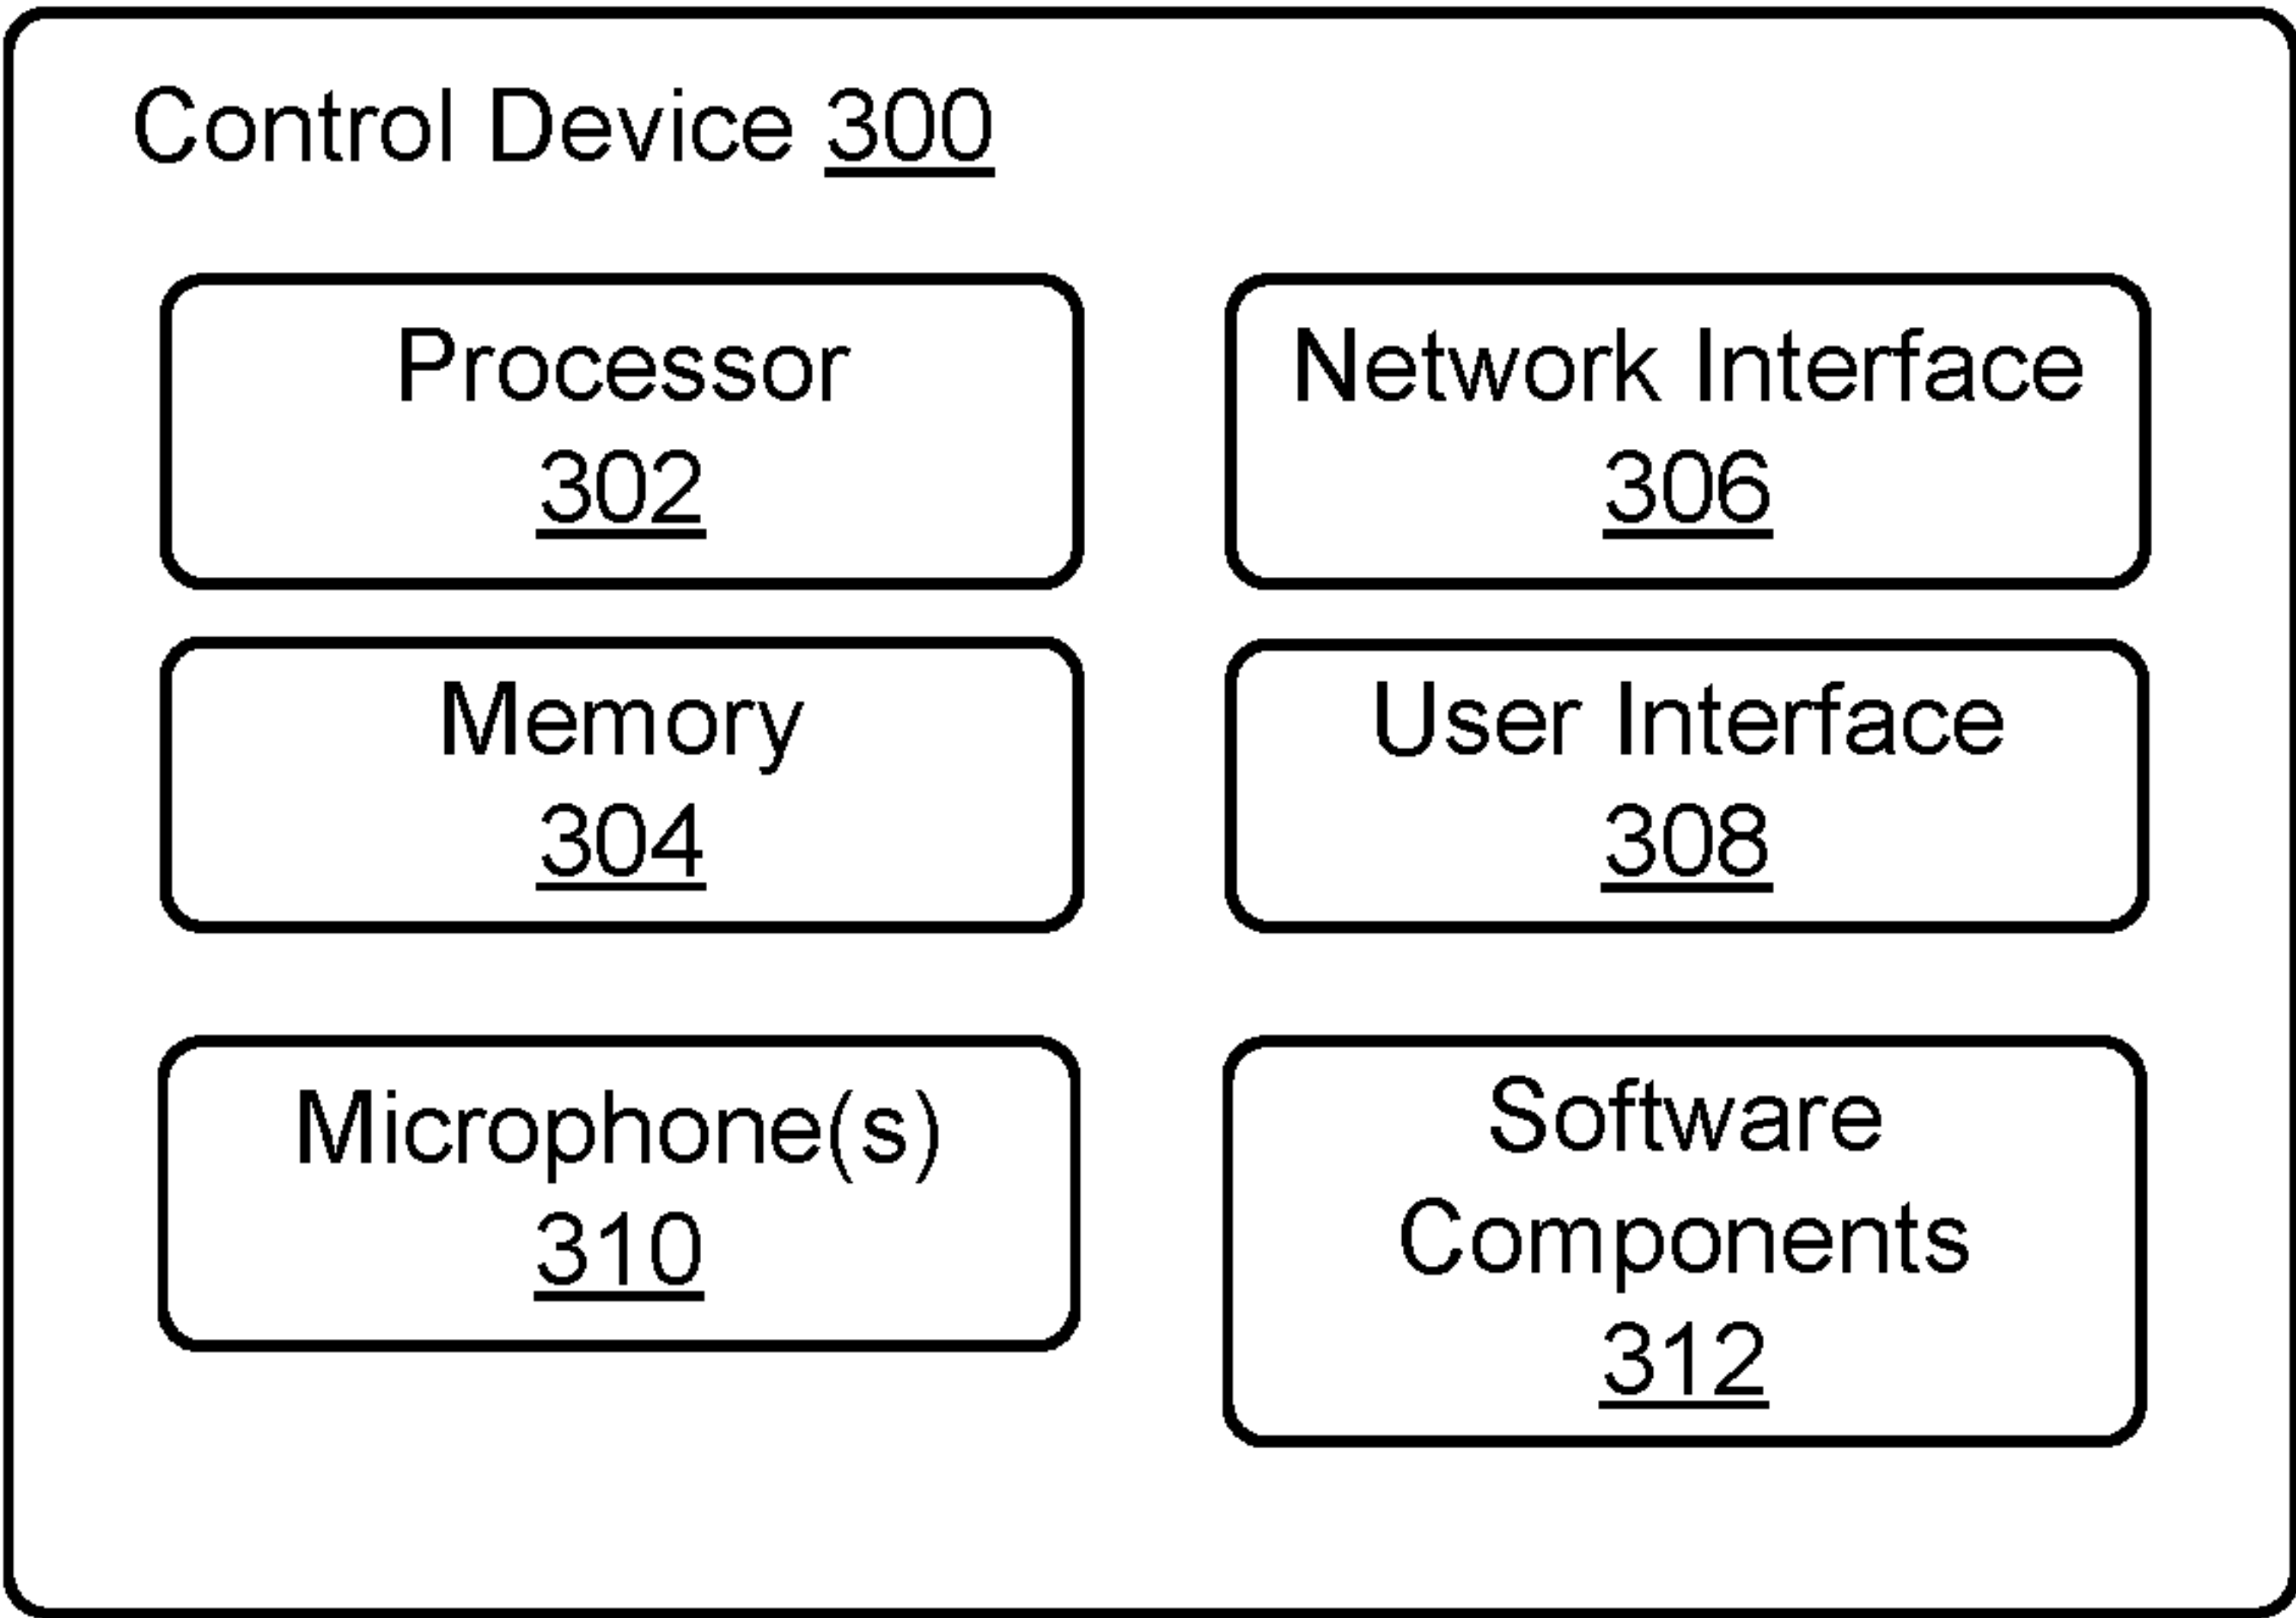 Control Device 300
Processor
302
Network Interface
306
Memory
304
User Interface
308
Microphone(s)
310
Software
Components
312